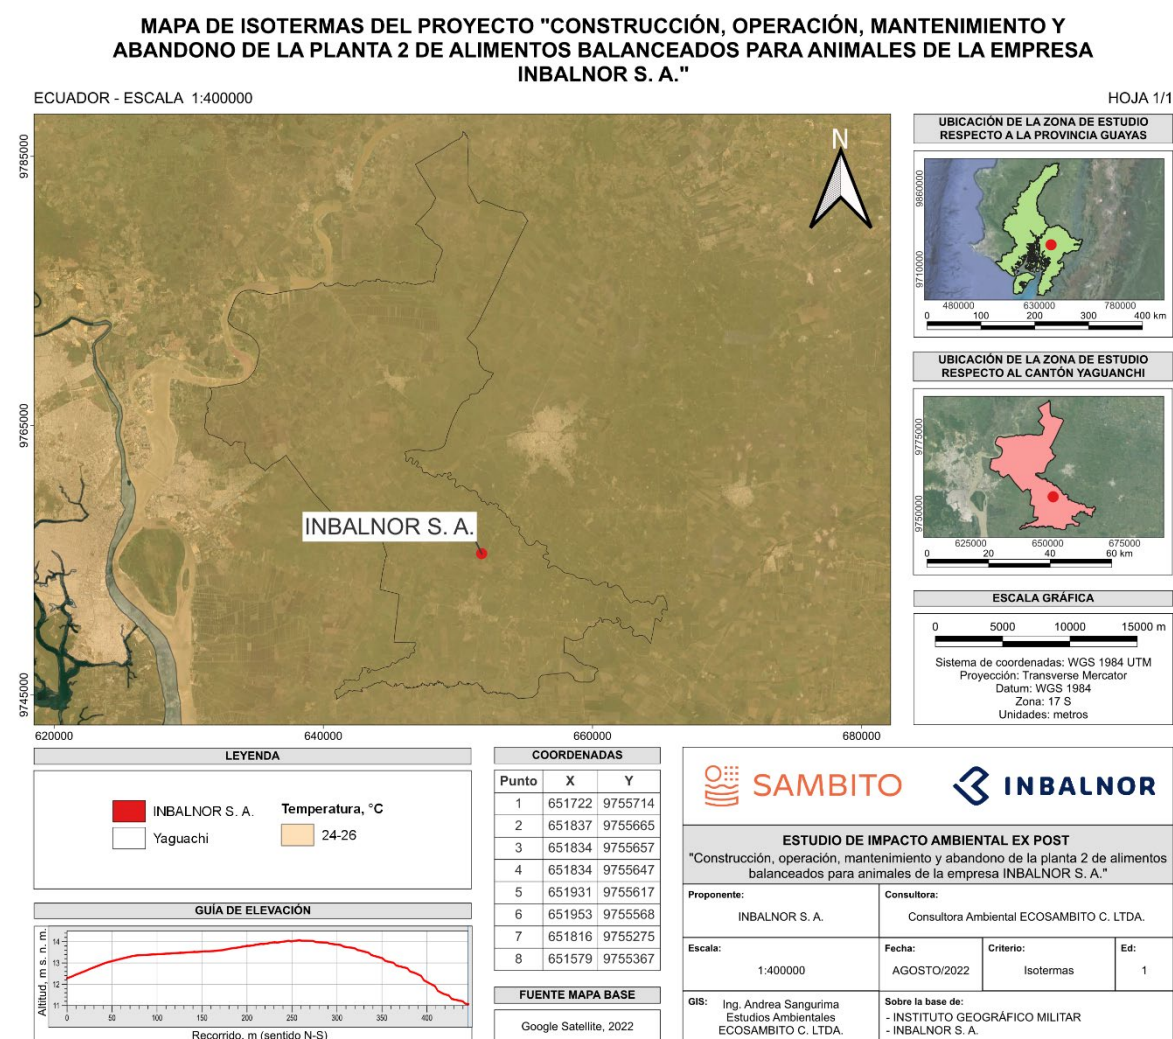 MAPA DE ISOTERMAS DEL PROYECTO "CONSTRUCCIÓN, OPERACIÓN, MANTENIMIENTO Y
ABANDONO DE LA PLANTA 2 DE ALIMENTOS BALANCEADOS PARA ANIMALES DE LA EMPRESA
INBALNOR S. A."
ECUADOR - ESCALA 1:400000
HOJA 1/1
N
9785000
9765000
9745000
620000 640000 660000 680000
INBALNOR S. A.
UBICACIÓN DE LA ZONA DE ESTUDIO
RESPECTO A LA PROVINCIA GUAYAS
9860000
9710000
480000 630000 780000
0 100 200 300 400 km
UBICACIÓN DE LA ZONA DE ESTUDIO
RESPECTO AL CANTÓN YAGUANCHI
9775000
9750000
625000 650000 675000
0 20 40 60 km
ESCALA GRÁFICA
0 5000 10000 15000 m
Sistema de coordenadas: WGS 1984 UTM
Proyección: Transverse Mercator
Datum: WGS 1984
Zona: 17 S
Unidades: metros
LEYENDA
INBALNOR S. A.
Yaguachi
Temperatura, °C
24-26
GUÍA DE ELEVACIÓN
Altitud, m s. n. m.
14
13
12
11
0 50 100 150 200 250 300 350 400
Recorrido, m (sentido N-S)
COORDENADAS
Punto X Y
1 651722 9755714
2 651837 9755665
3 651834 9755657
4 651834 9755647
5 651931 9755617
6 651953 9755568
7 651816 9755275
8 651579 9755367
FUENTE MAPA BASE
Google Satellite, 2022
SAMBITO
INBALNOR
ESTUDIO DE IMPACTO AMBIENTAL EX POST
"Construcción, operación, mantenimiento y abandono de la planta 2 de alimentos
balanceados para animales de la empresa INBALNOR S. A."
Proponente:
INBALNOR S. A.
Consultora:
Consultora Ambiental ECOSAMBITO C. LTDA.
Escala:
1:400000
Fecha:
AGOSTO/2022
Criterio:
Isotermas
Ed:
1
GIS:
Ing. Andrea Sangurima
Estudios Ambientales
ECOSAMBITO C. LTDA.
Sobre la base de:
- INSTITUTO GEOGRÁFICO MILITAR
- INBALNOR S. A.